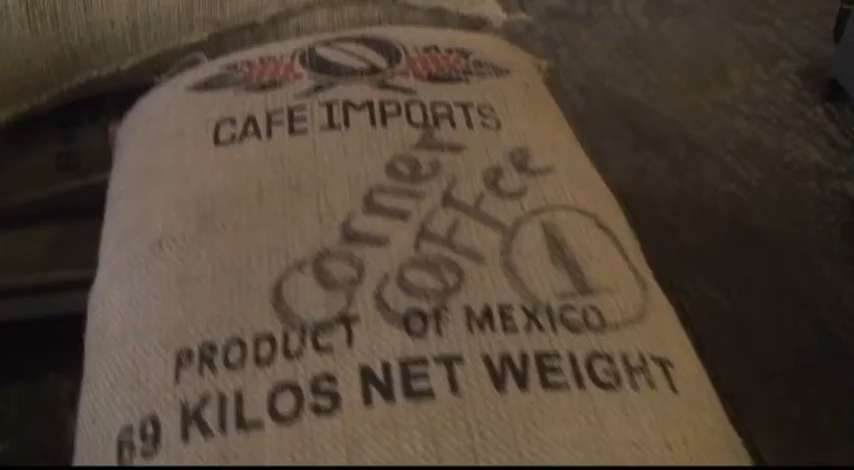 CAFE IMPORTS
Corner
COFFee
1
PRODUCT OF MEXICO
69 KILOS NET WEIGHT